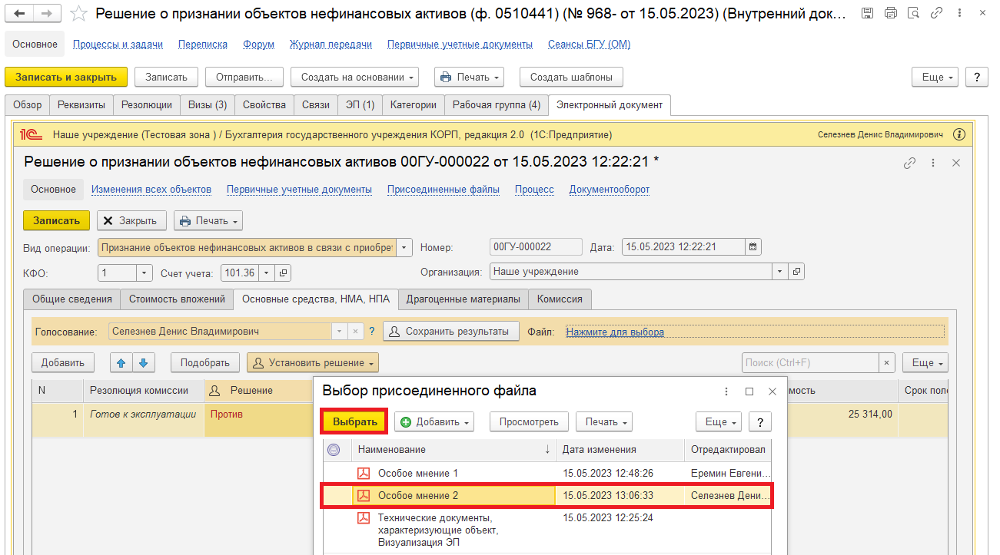 Решение о признании объектов нефинансовых активов (ф. 0510441) (№ 968- от 15.05.2023) (Внутренний док...
Основное Процессы и задачи Переписка Форум Журнал передачи Первичные учетные документы Сеансы БГУ (ОМ)
Записать и закрыть Записать Отправить... Создать на основании Печать Создать шаблоны Еще ?
Обзор Реквизиты Резолюции Визы (3) Свойства Связи ЭП (1) Категории Рабочая группа (4) Электронный документ
1С Наше учреждение (Тестовая зона ) / Бухгалтерия государственного учреждения КОРП, редакция 2.0 (1С:Предприятие) Селезнев Денис Владимирович i
Решение о признании объектов нефинансовых активов 00ГУ-000022 от 15.05.2023 12:22:21 *
Основное Изменения всех объектов Первичные учетные документы Присоединенные файлы Процесс Документооборот
Записать Закрыть Печать
Вид операции: Признание объектов нефинансовых активов в связи с приобрет Номер: 00ГУ-000022 Дата: 15.05.2023 12:22:21
КФО: 1 Счет учета: 101.36 Организация: Наше учреждение
Общие сведения Стоимость вложений Основные средства, НМА, НПА Драгоценные материалы Комиссия
Голосование: Селезнев Денис Владимирович × ? Сохранить результаты Файл: Нажмите для выбора
Добавить Подобрать Установить решение Поиск (Ctrl+F) × Еще
N Резолюция комиссии Решение мость Срок поле
1 Готов к эксплуатации Против 25 314,00
Выбор присоединенного файла
Выбрать Добавить Просмотреть Печать Еще ?
Наименование ↓ Дата изменения Отредактировал
Особое мнение 1 15.05.2023 12:48:26 Еремин Евгени...
Особое мнение 2 15.05.2023 13:06:33 Селезнев Дени...
Технические документы, 15.05.2023 12:25:24
характеризующие объект,
Визуализация ЭП